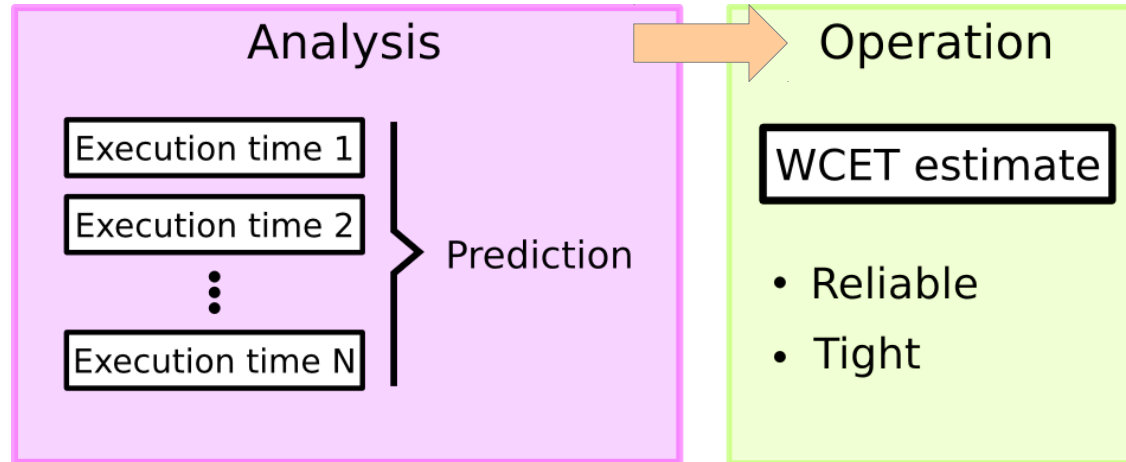 Analysis
Execution time 1
Execution time 2
Execution time N
Prediction
Operation
WCET estimate
• Reliable
• Tight